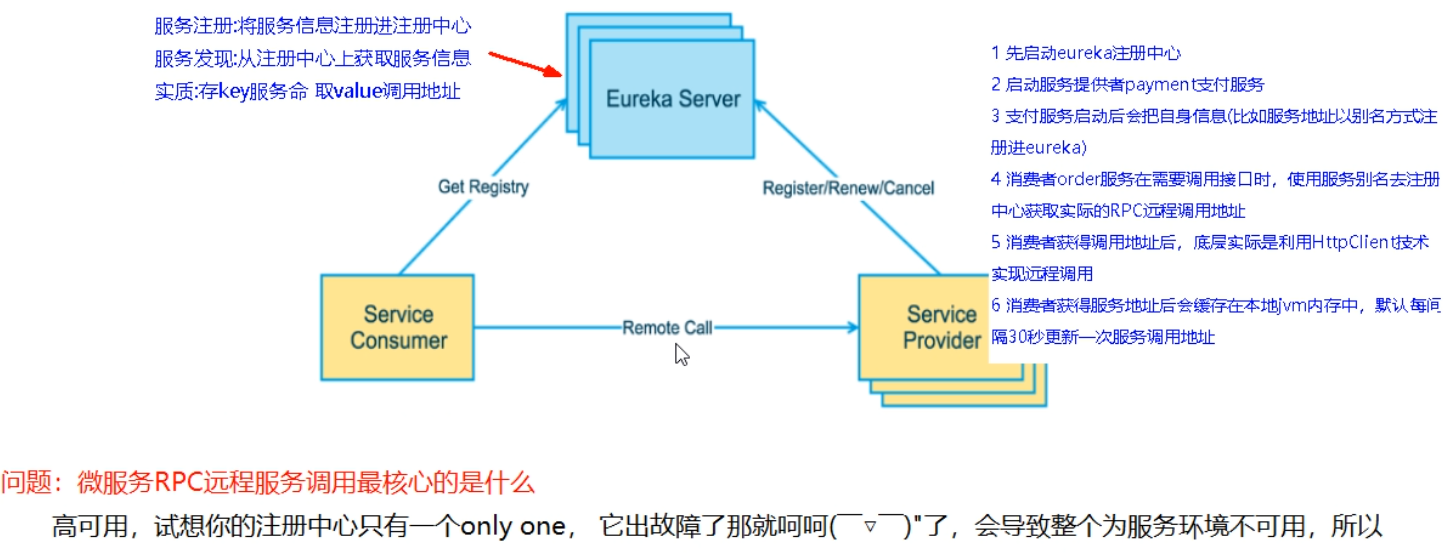 服务注册:将服务信息注册进注册中心
服务发现:从注册中心上获取服务信息
实质:存key服务命 取value调用地址
Eureka Server
1 先启动eureka注册中心
2 启动服务提供者payment支付服务
3 支付服务启动后会把自身信息(比如服务地址以别名方式注
册进eureka)
4 消费者order服务在需要调用接口时，使用服务别名去注册
中心获取实际的RPC远程调用地址
5 消费者获得调用地址后，底层实际是利用HttpClient技术
实现远程调用
6 消费者获得服务地址后会缓存在本地jvm内存中，默认每间
隔30秒更新一次服务调用地址
Get Registry
Register/Renew/Cancel
Service
Consumer
Remote Call
Service
Provider
问题：微服务RPC远程服务调用最核心的是什么
高可用，试想你的注册中心只有一个only one， 它出故障了那就呵呵(￣▽￣)"了，会导致整个为服务环境不可用，所以